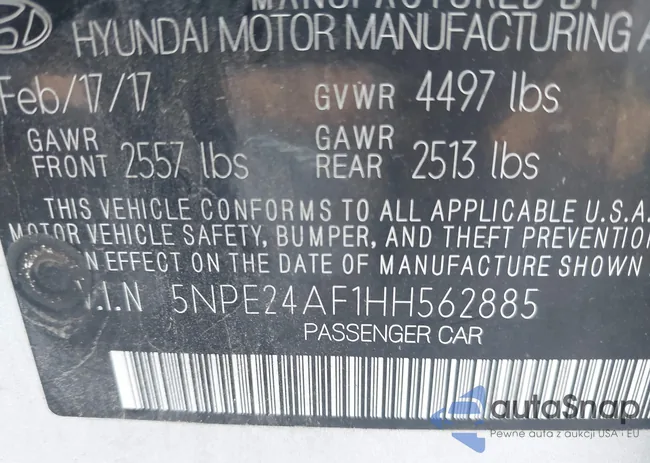 MANUFACTURED BY
HYUNDAI MOTOR MANUFACTURING A
Feb/17/17 GVWR 4497 lbs
GAWR FRONT 2557 lbs GAWR REAR 2513 lbs
THIS VEHICLE CONFORMS TO ALL APPLICABLE U.S.A.
MOTOR VEHICLE SAFETY, BUMPER, AND THEFT PREVENTION
N EFFECT ON THE DATE OF MANUFACTURE
V.I.N 5NPE24AF1HH562885
PASSENGER CAR
autoSnap
Pewne auta z aukcji USA i EU